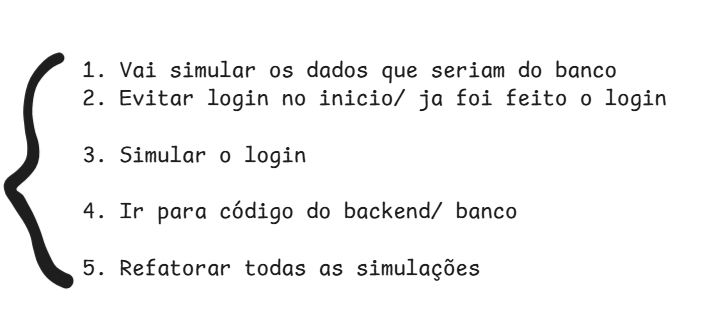 1. Vai simular os dados que seriam do banco
2. Evitar login no inicio/ ja foi feito o login
3. Simular o login
4. Ir para código do backend/ banco
5. Refatorar todas as simulações